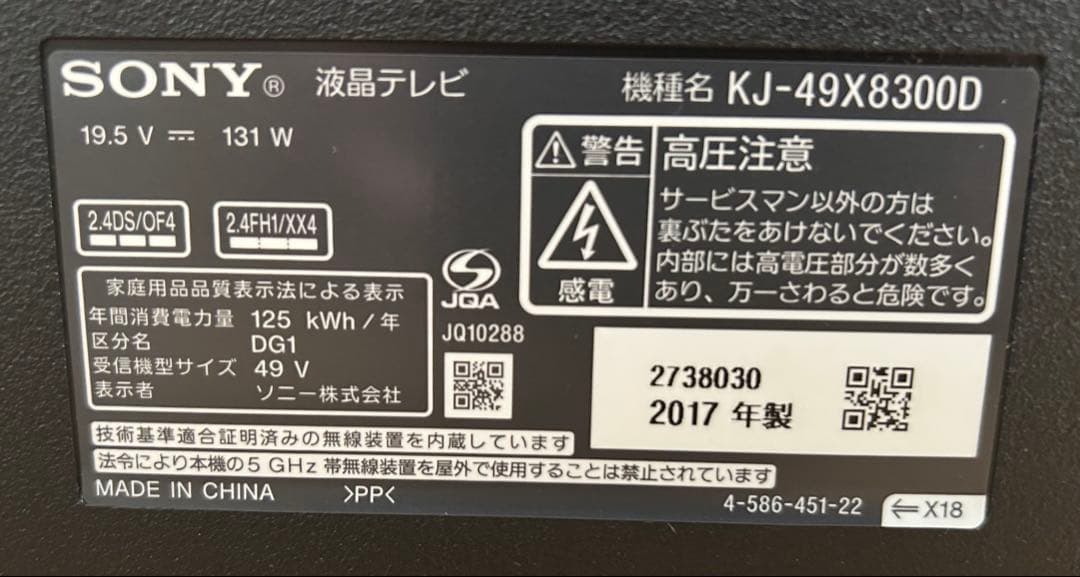 SONY® 液晶テレビ
機種名 KJ-49X8300D
19.5 V ⎓ 131 W
2.4DS/OF4
2.4FH1/XX4
⚠警告
感電
高圧注意
サービスマン以外の方は
裏ぶたをあけないでください。
内部には高電圧部分が数多く
あり、万一さわると危険です。
家庭用品品質表示法による表示
年間消費電力量 125 kWh/年
区分名 DG1
受信機型サイズ 49 V
表示者 ソニー株式会社
JQA
JQ10288
2738030
2017 年製
技術基準適合証明済みの無線装置を内蔵しています
法令により本機の5 GHz 帯無線装置を屋外で使用することは禁止されています
MADE IN CHINA >PP<
4-586-451-22 ⇐X18